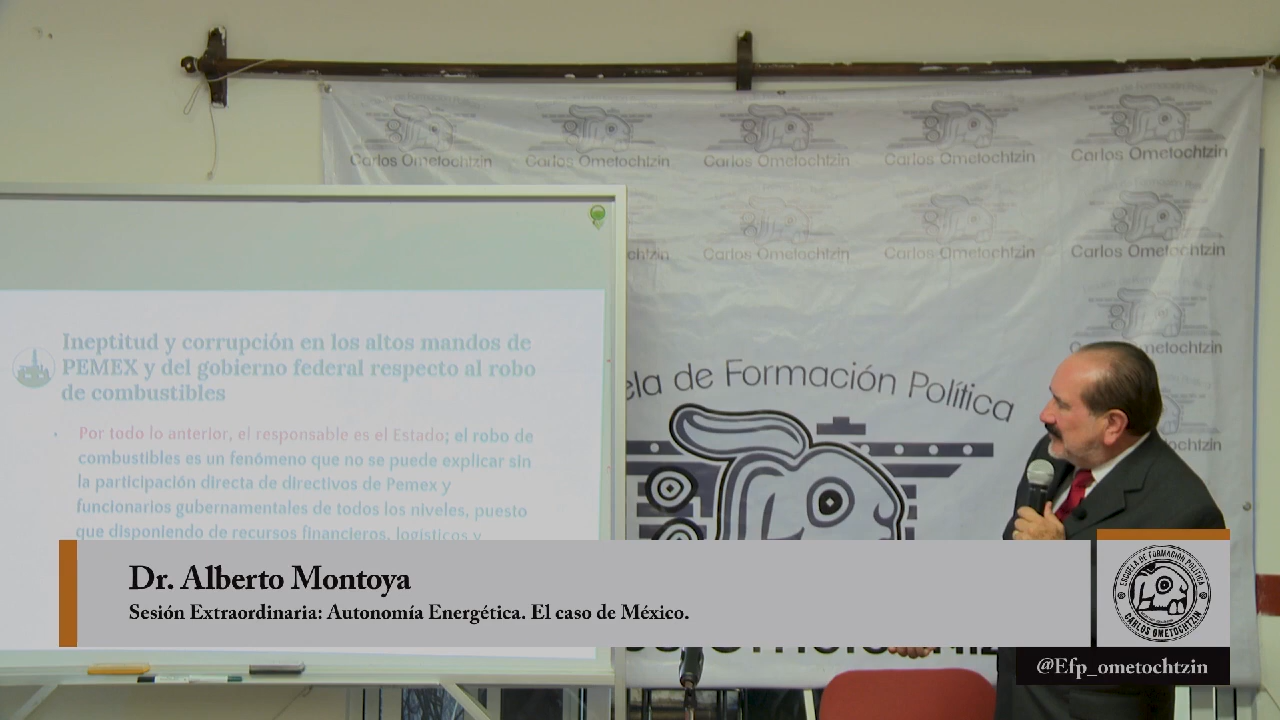 Carlos Ometochtzin
Carlos Ometochtzin
Carlos Ometochtzin
Carlos Ometochtzin
Carlos Ometochtzin
chtzin
Carlos Ometochtzin
Carlos Ometochtzin
Carlos Ometochtzin
ometochtzin
ela de Formación Política
Ineptitud y corrupción en los altos mandos de
PEMEX y del gobierno federal respecto al robo
de combustibles
Por todo lo anterior, el responsable es el Estado; el robo de
combustibles es un fenómeno que no se puede explicar sin
la participación directa de directivos de Pemex y
funcionarios gubernamentales de todos los niveles, puesto
que disponiendo de recursos financieros, logísticos y
Dr. Alberto Montoya
Sesión Extraordinaria: Autonomía Energética. El caso de México.
ESCUELA DE FORMACIÓN POLÍTICA
CARLOS OMETOCHTZIN
@Efp_ometochtzin